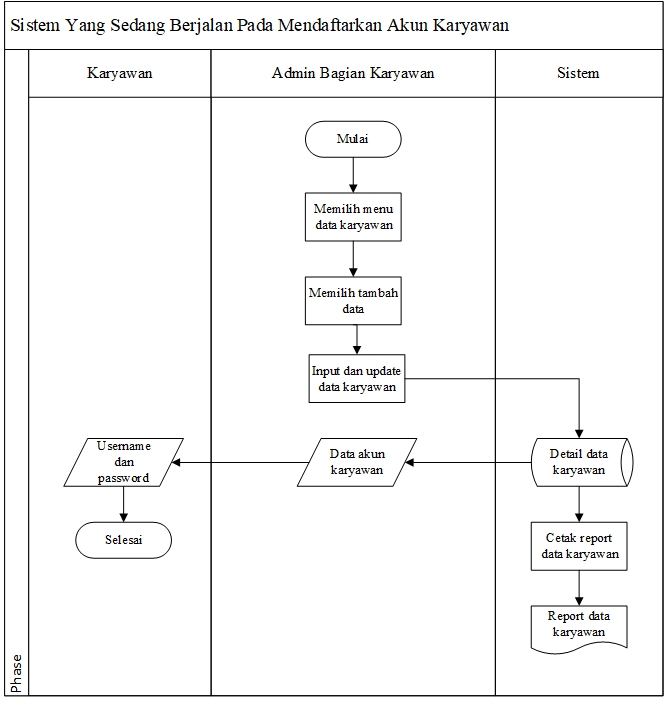 Sistem Yang Sedang Berjalan Pada Mendaftarkan Akun Karyawan
Karyawan
Admin Bagian Karyawan
Sistem
Mulai
Memilih menu
data karyawan
Memilih tambah
data
Input dan update
data karyawan
Username
dan
password
Data akun
karyawan
Detail data
karyawan
Selesai
Cetak report
data karyawan
Report data
karyawan
Phase